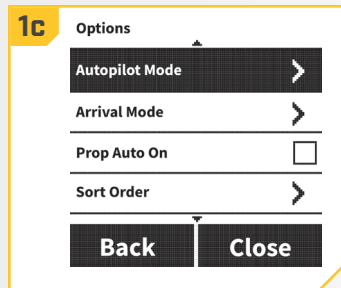 1c
Options
Autopilot Mode
Arrival Mode
Prop Auto On
Sort Order
Back Close